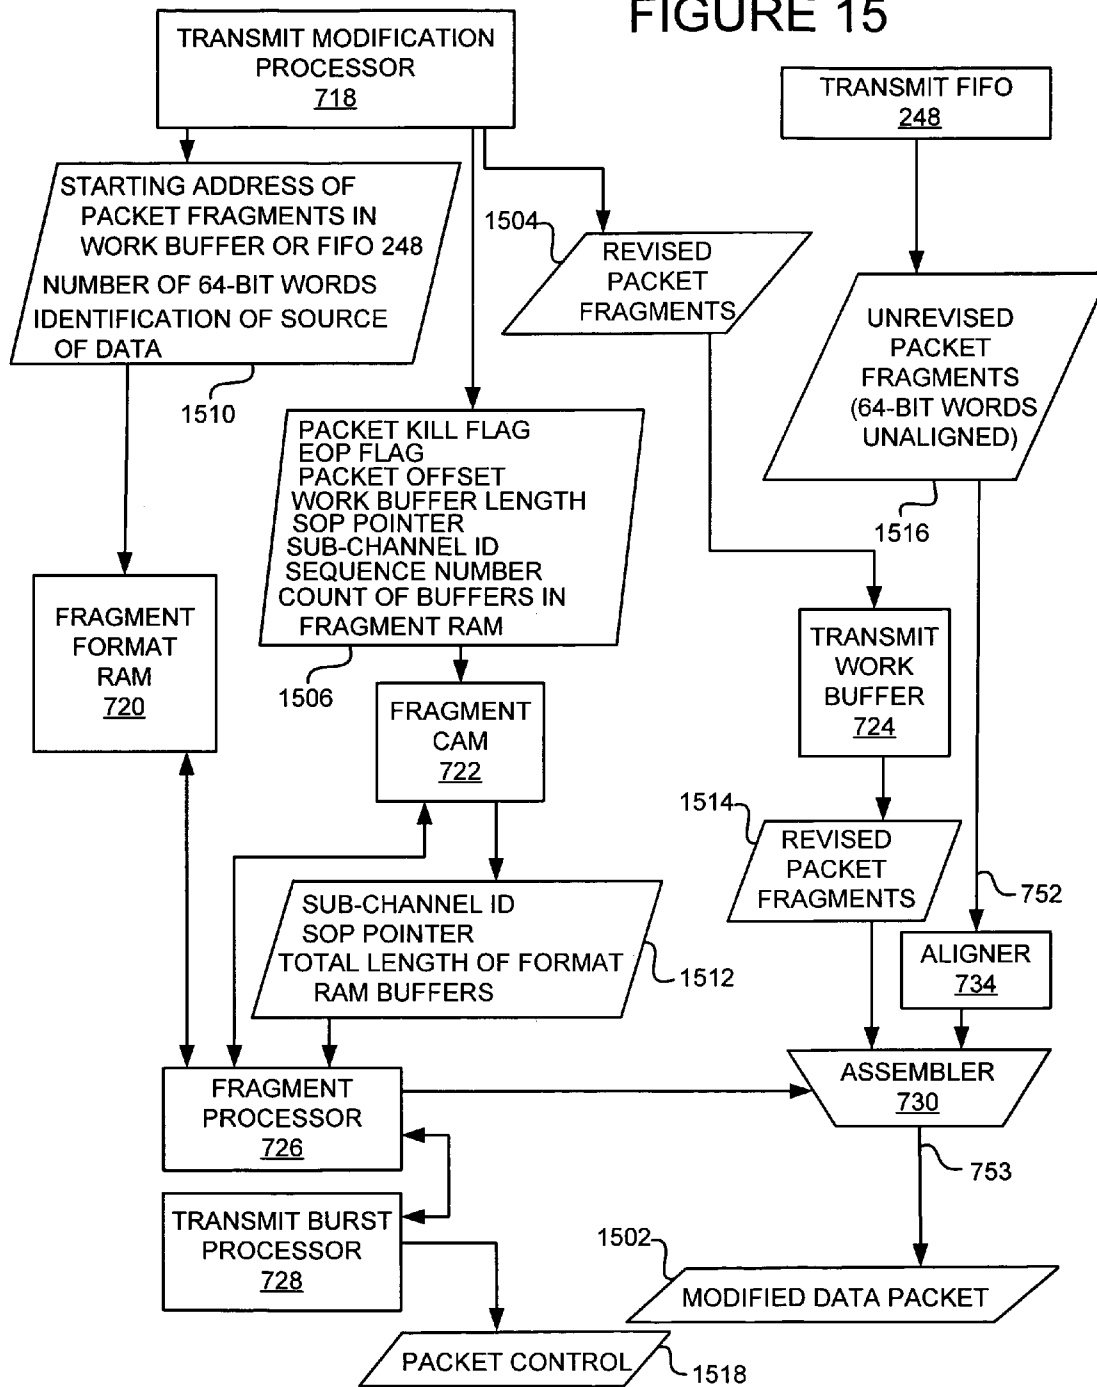 FIGURE 15
TRANSMIT MODIFICATION
PROCESSOR
718
TRANSMIT FIFO
248
STARTING ADDRESS OF
PACKET FRAGMENTS IN
WORK BUFFER OR FIFO 248
NUMBER OF 64-BIT WORDS
IDENTIFICATION OF SOURCE
OF DATA
1510
1504
REVISED
PACKET
FRAGMENTS
UNREVISED
PACKET
FRAGMENTS
(64-BIT WORDS
UNALIGNED)
1516
PACKET KILL FLAG
EOP FLAG
PACKET OFFSET
WORK BUFFER LENGTH
SOP POINTER
SUB-CHANNEL ID
SEQUENCE NUMBER
COUNT OF BUFFERS IN
FRAGMENT RAM
1506
FRAGMENT
FORMAT
RAM
720
FRAGMENT
CAM
722
TRANSMIT
WORK
BUFFER
724
1514
REVISED
PACKET
FRAGMENTS
752
ALIGNER
734
SUB-CHANNEL ID
SOP POINTER
TOTAL LENGTH OF FORMAT
RAM BUFFERS
1512
FRAGMENT
PROCESSOR
726
ASSEMBLER
730
753
TRANSMIT BURST
PROCESSOR
728
1502
MODIFIED DATA PACKET
PACKET CONTROL
1518